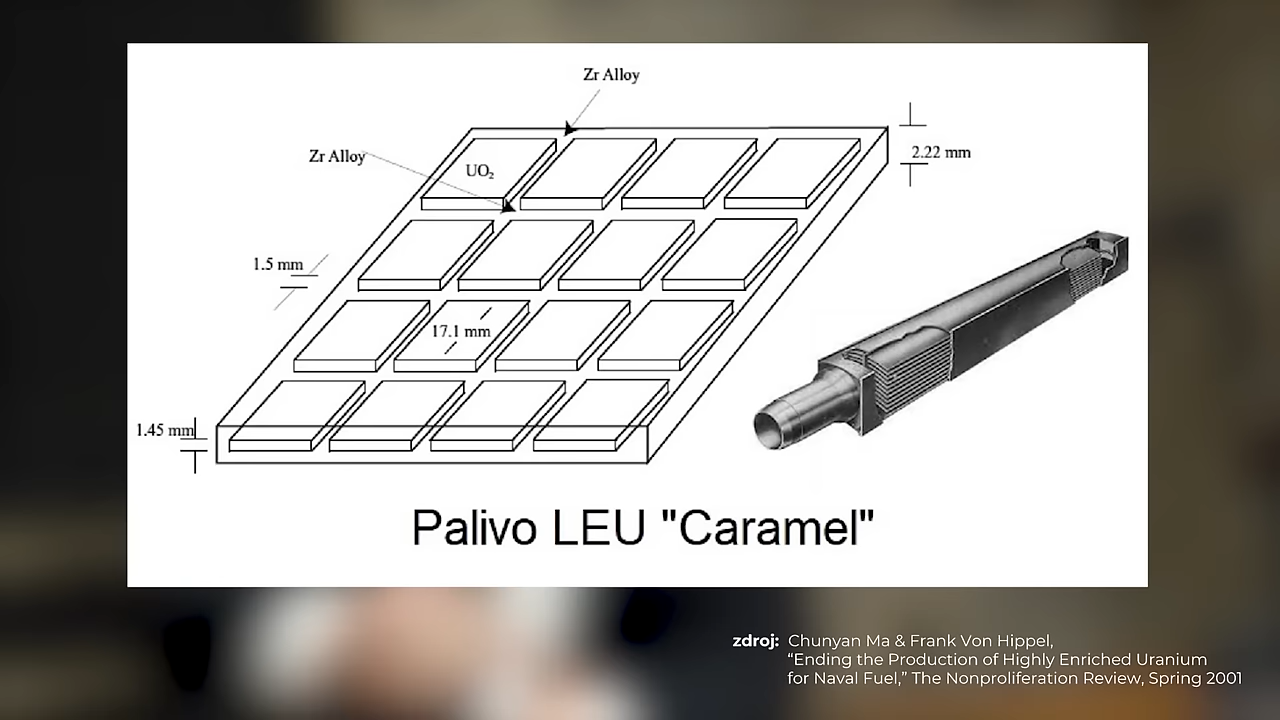 Zr Alloy
Zr Alloy
2.22 mm
UO₂
1.5 mm
17.1 mm
1.45 mm
Palivo LEU "Caramel"
zdroj: Chunyan Ma & Frank Von Hippel,
“Ending the Production of Highly Enriched Uranium
for Naval Fuel,” The Nonproliferation Review, Spring 2001